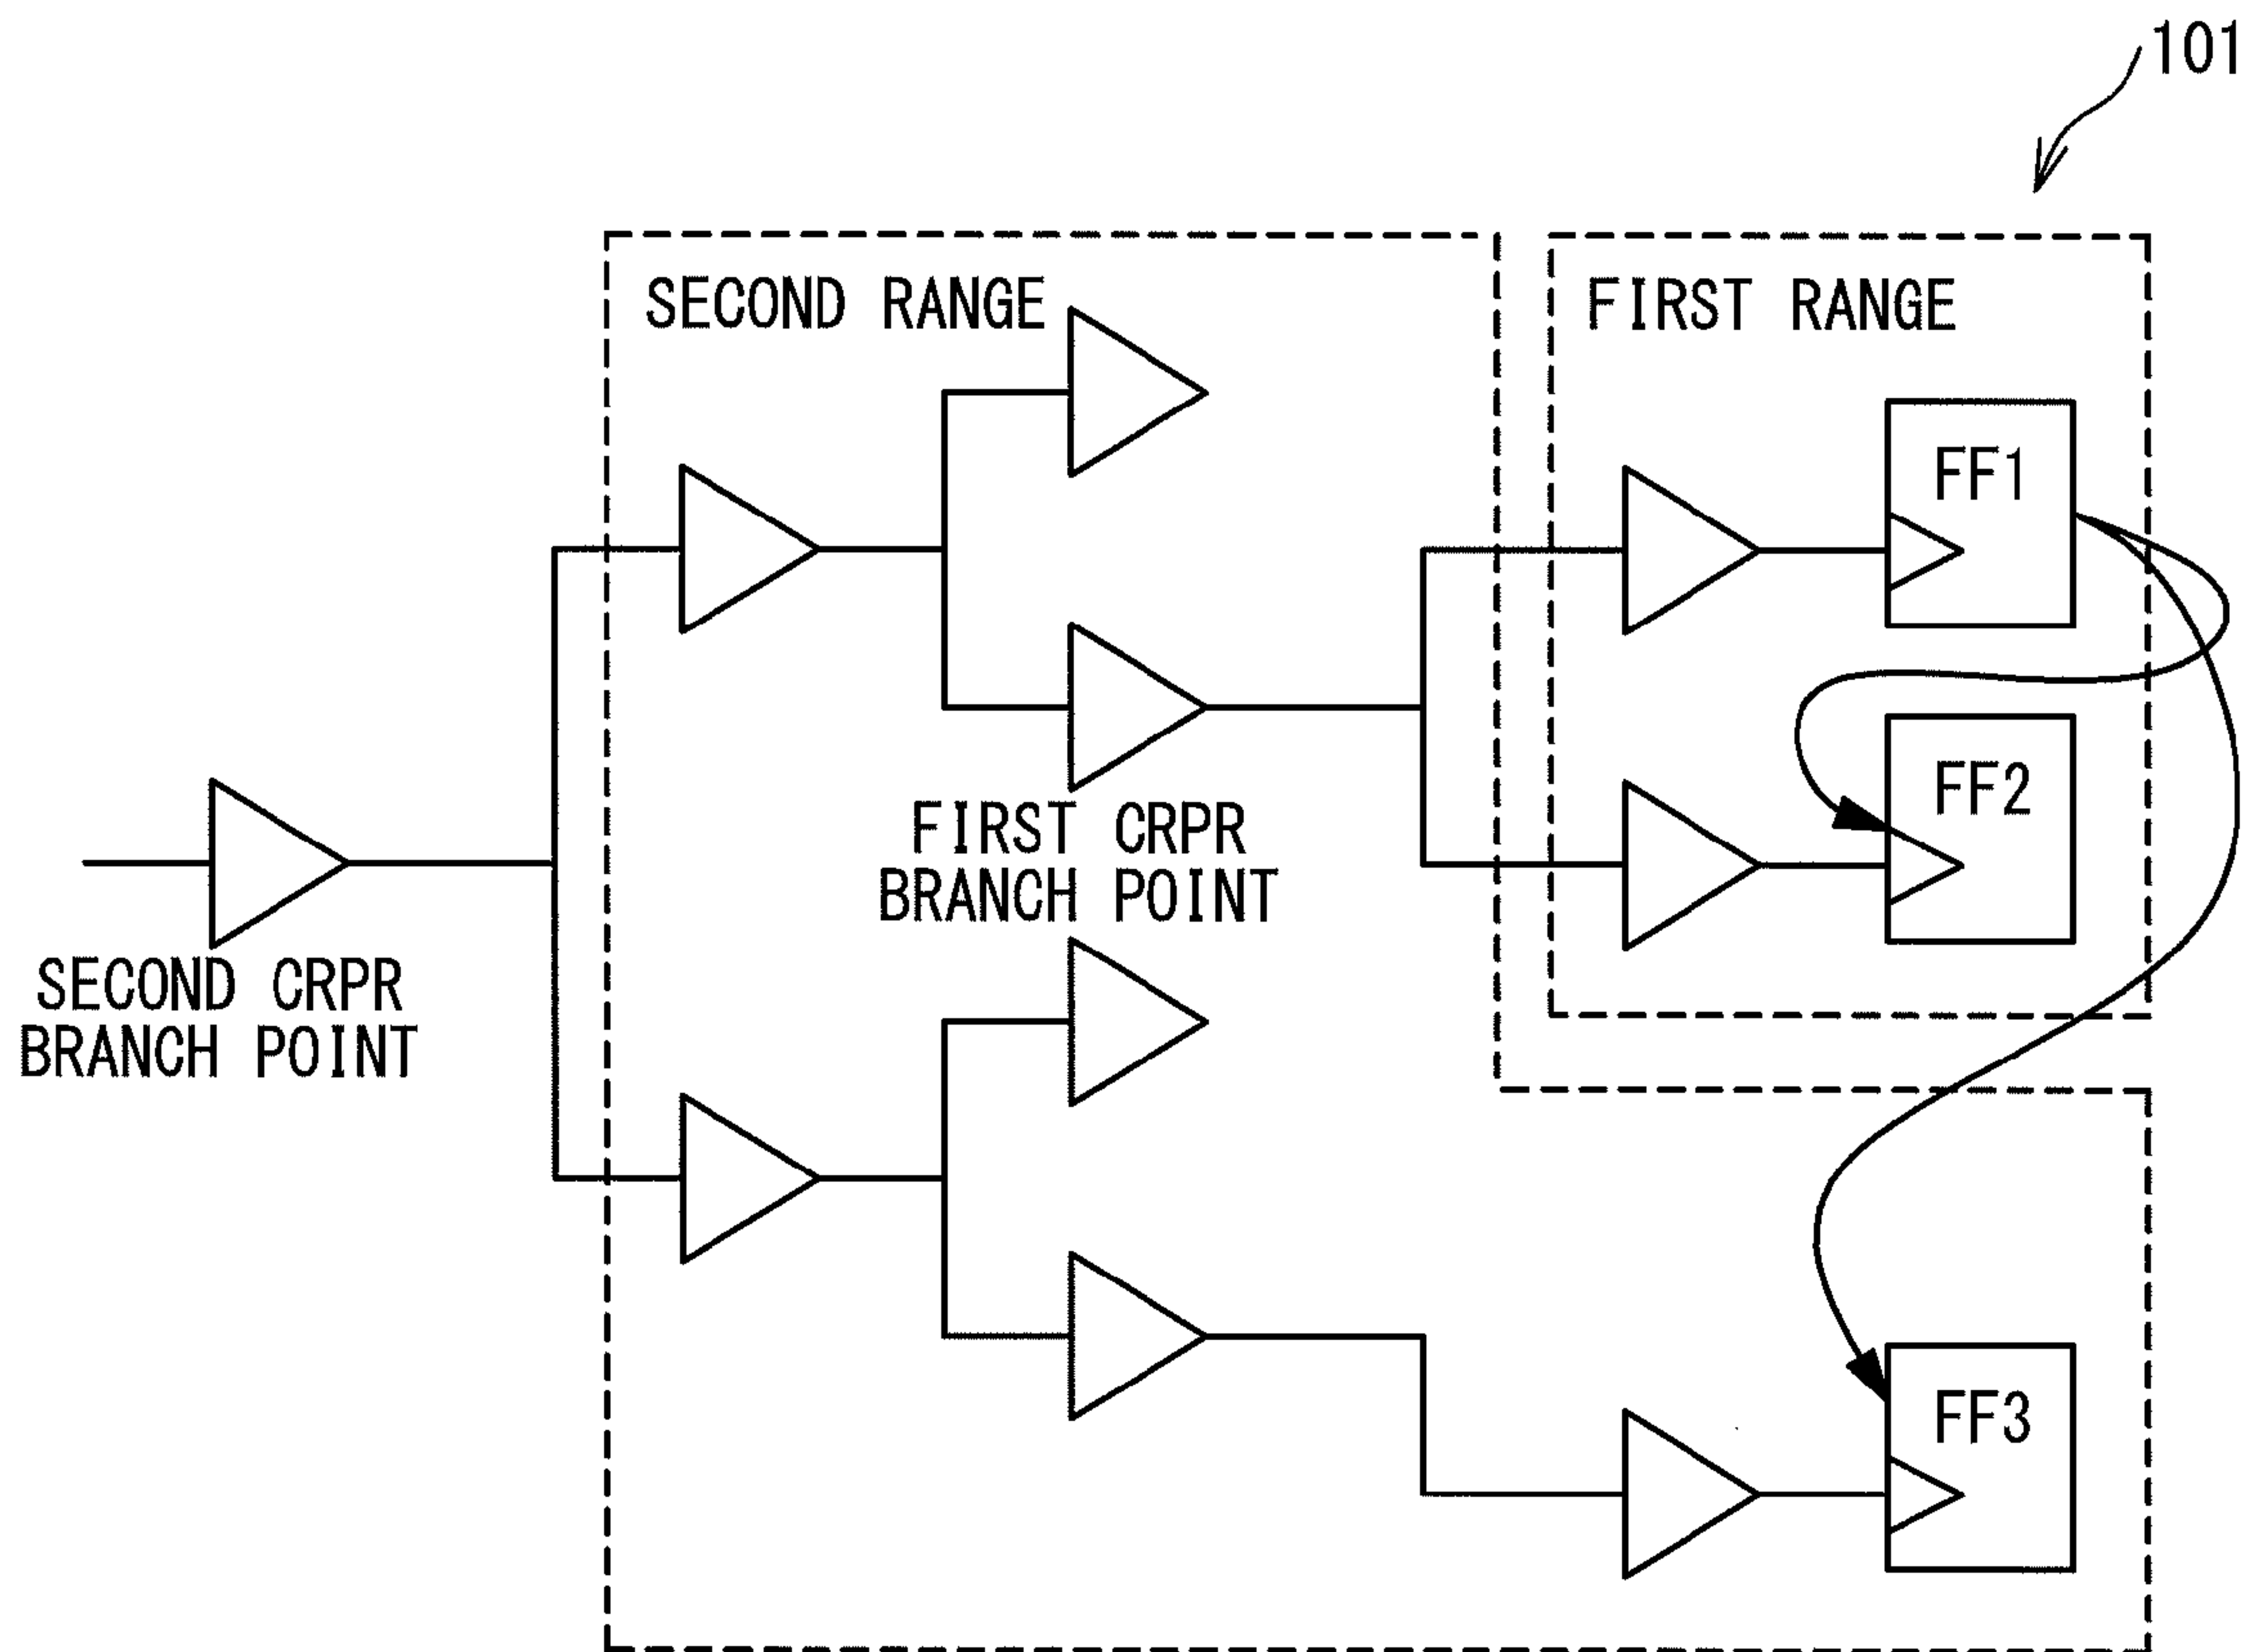 101
SECOND RANGE
FIRST RANGE
FF1
FF2
FIRST CRPR
BRANCH POINT
SECOND CRPR
BRANCH POINT
FF3